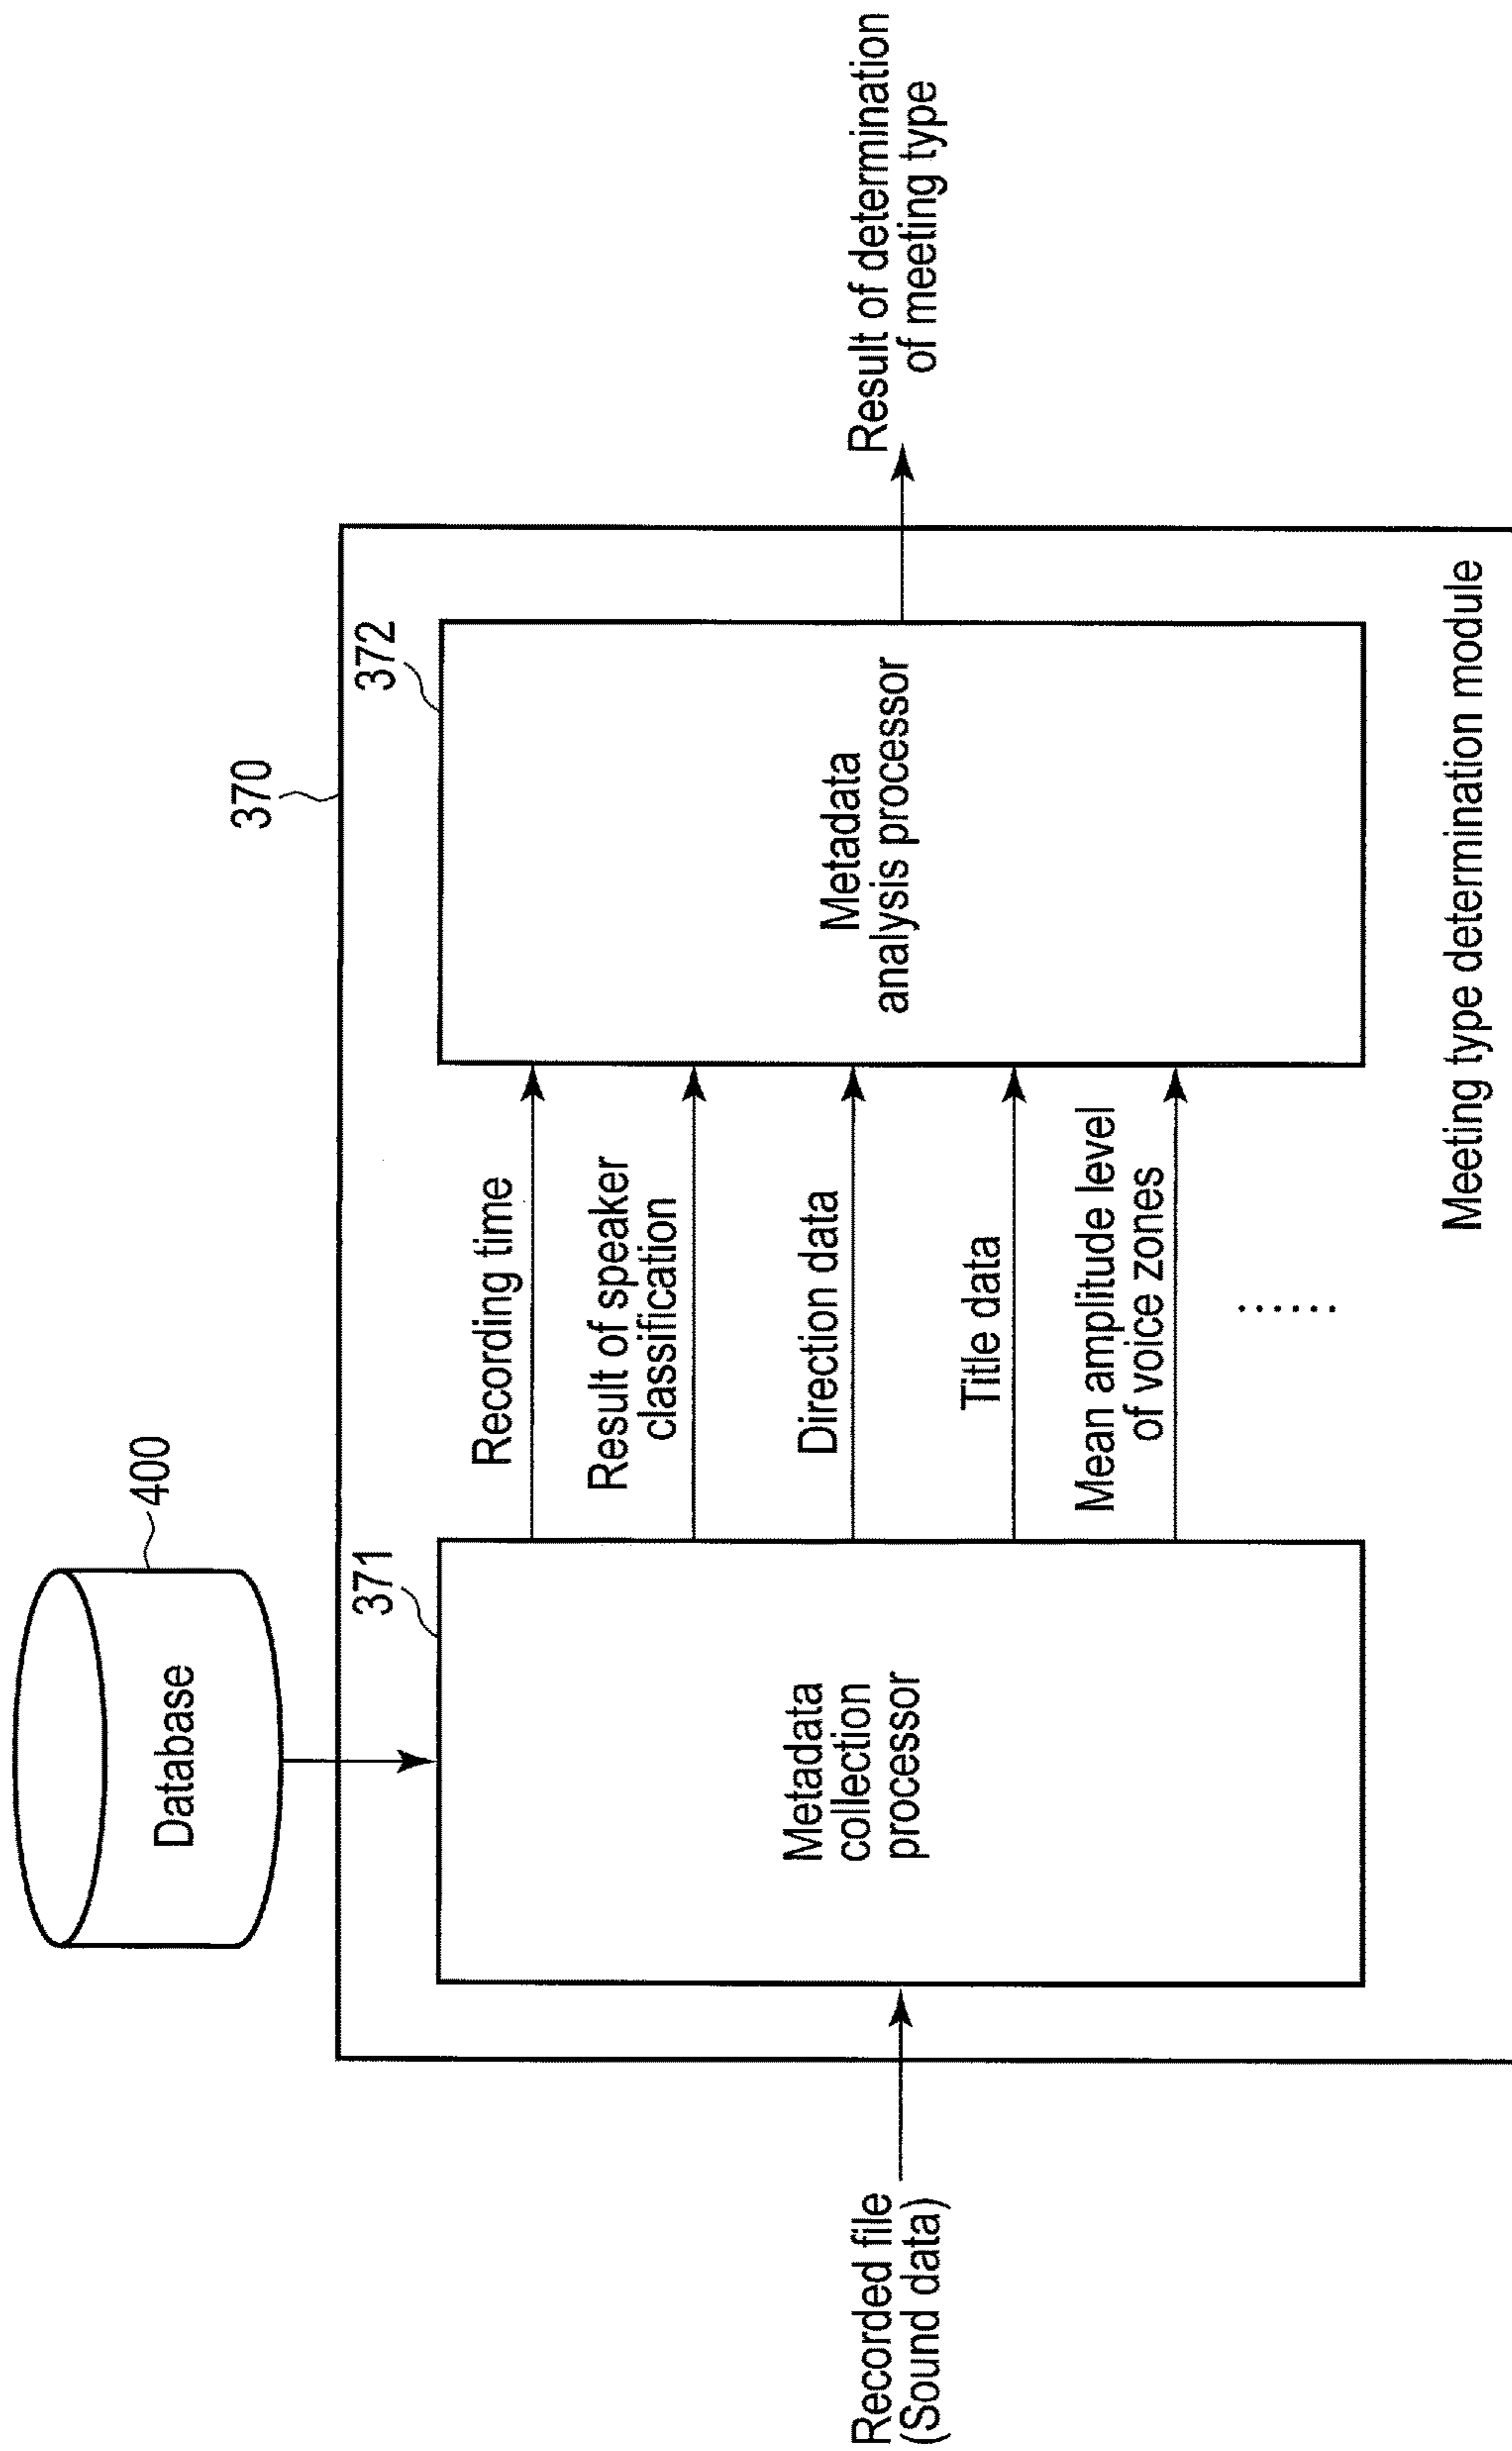 Database
400
370
371
372
Recorded file
(Sound data)
Metadata
collection
processor
Recording time
Result of speaker
classification
Direction data
Title data
Mean amplitude level
of voice zones
......
Metadata
analysis processor
Result of determination
of meeting type
Meeting type determination module